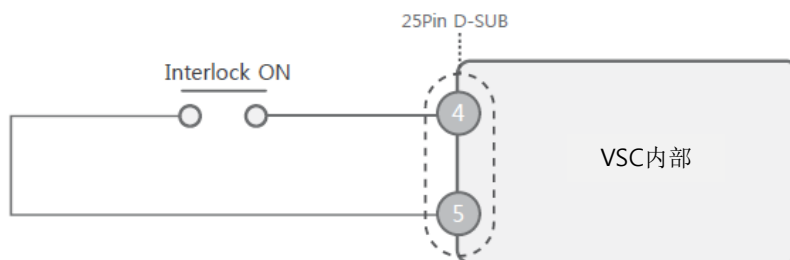 25Pin D-SUB
Interlock ON
4
VSC内部
5